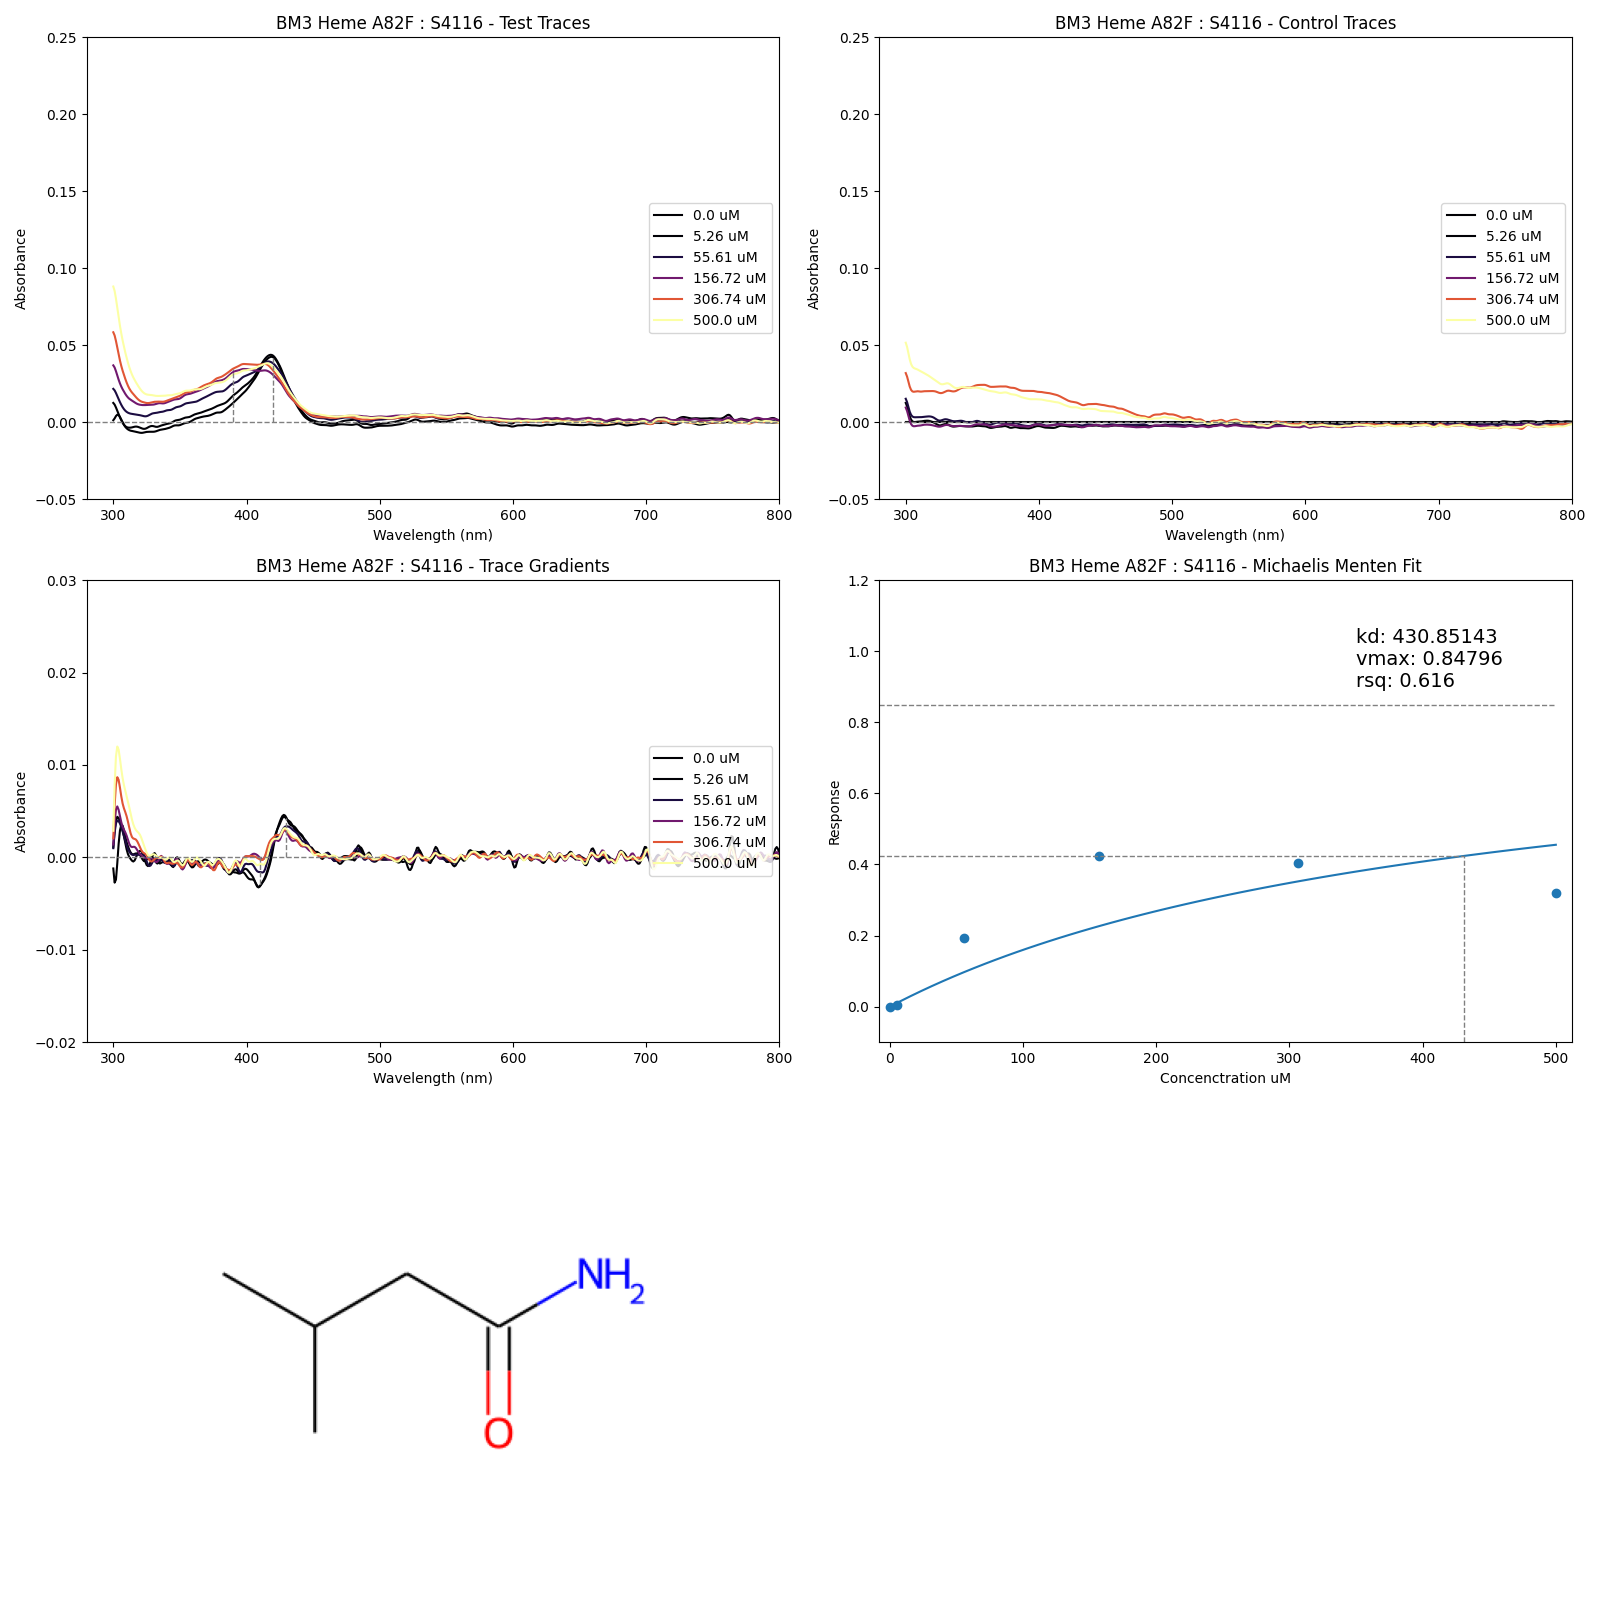 BM3 Heme A82F : S4116 - Test Traces
0.25
0.20
0.15
0.10
0.05
0.00
−0.05
Absorbance
0.0 uM
5.26 uM
55.61 uM
156.72 uM
306.74 uM
500.0 uM
300 400 500 600 700 800
Wavelength (nm)
BM3 Heme A82F : S4116 - Control Traces
0.25
0.20
0.15
0.10
0.05
0.00
−0.05
Absorbance
0.0 uM
5.26 uM
55.61 uM
156.72 uM
306.74 uM
500.0 uM
300 400 500 600 700 800
Wavelength (nm)
BM3 Heme A82F : S4116 - Trace Gradients
0.03
0.02
0.01
0.00
−0.01
−0.02
Absorbance
0.0 uM
5.26 uM
55.61 uM
156.72 uM
306.74 uM
500.0 uM
300 400 500 600 700 800
Wavelength (nm)
BM3 Heme A82F : S4116 - Michaelis Menten Fit
1.2
1.0
0.8
0.6
0.4
0.2
0.0
Response
kd: 430.85143
vmax: 0.84796
rsq: 0.616
0 100 200 300 400 500
Concenctration uM
NH2
O